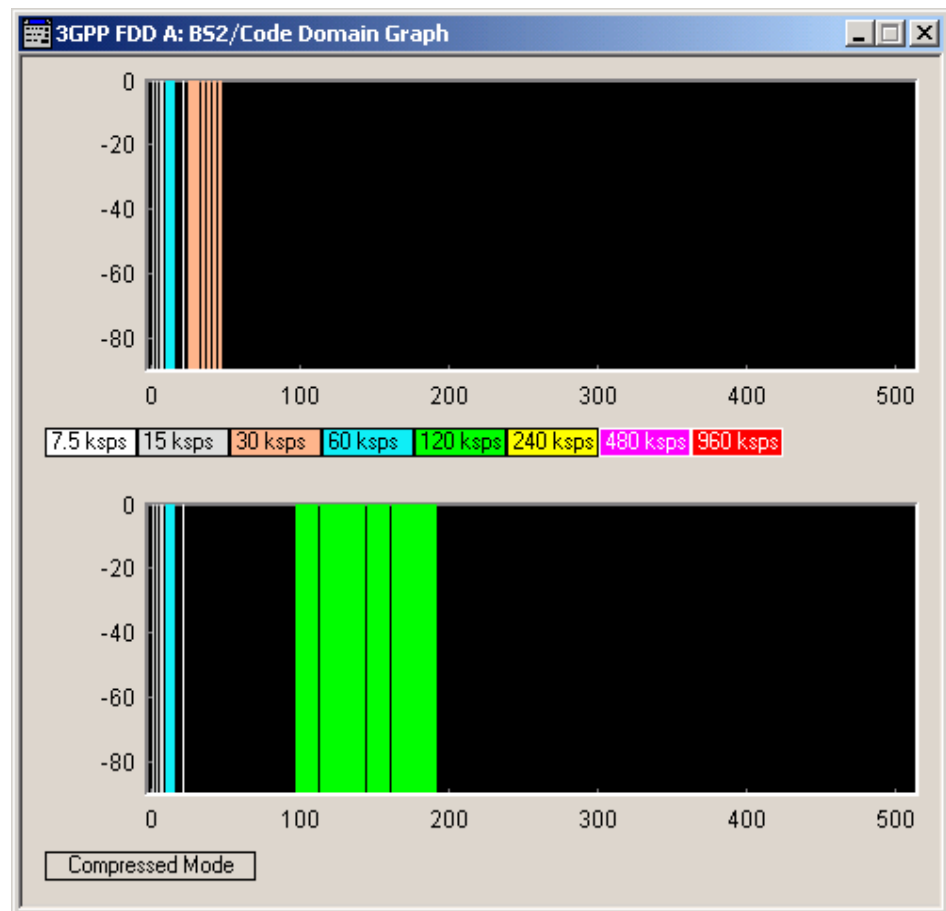 3GPP FDD A: BS2/Code Domain Graph
0
-20
-40
-60
-80
0 100 200 300 400 500
7.5 ksps 15 ksps 30 ksps 60 ksps 120 ksps 240 ksps 480 ksps 960 ksps
0
-20
-40
-60
-80
0 100 200 300 400 500
Compressed Mode